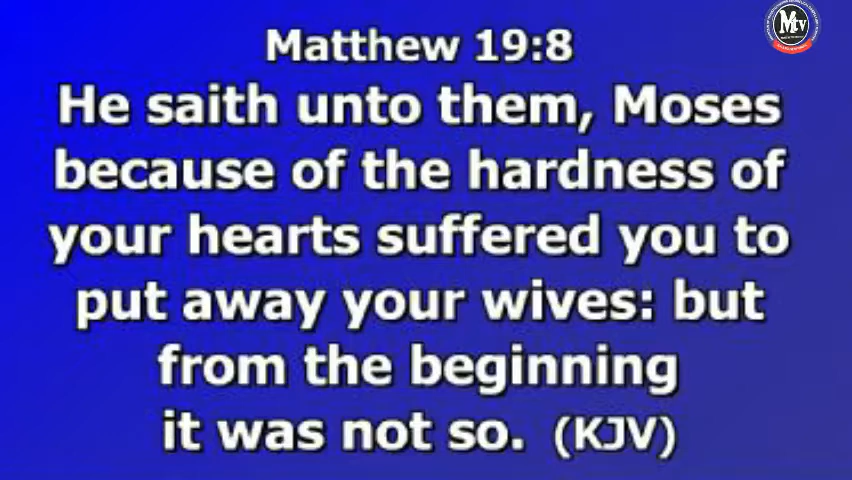 Matthew 19:8
He saith unto them, Moses
because of the hardness of
your hearts suffered you to
put away your wives: but
from the beginning
it was not so. (KJV)
Mtv